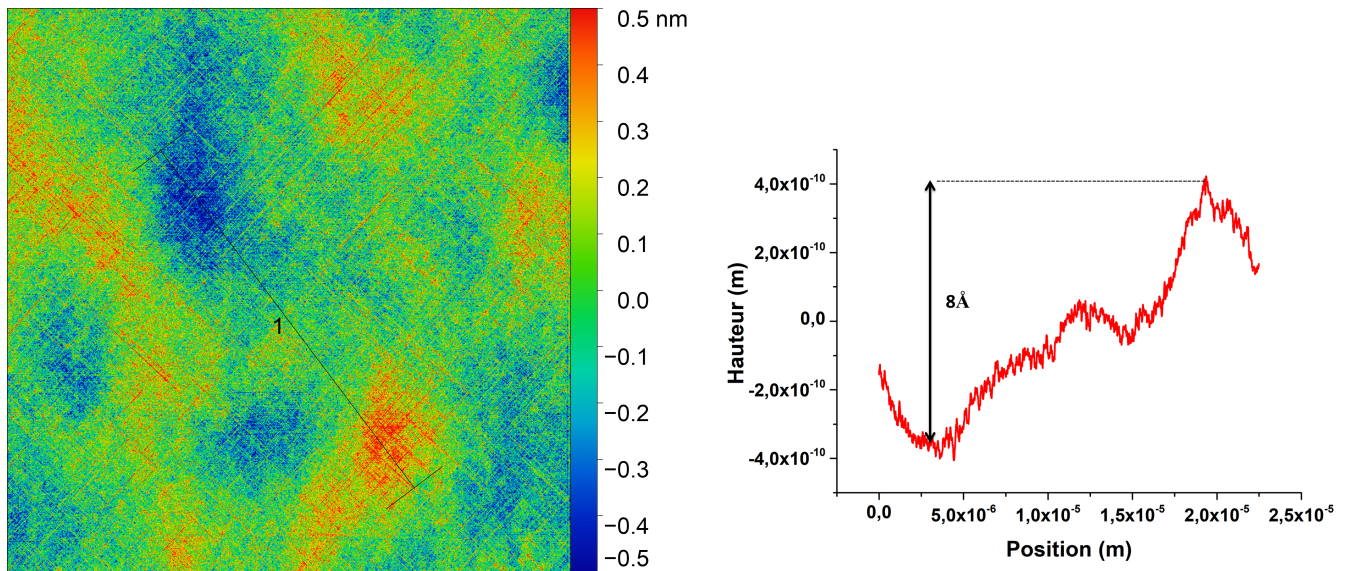 0.5 nm
0.4
0.3
0.2
0.1
0.0
−0.1
−0.2
−0.3
−0.4
−0.5
1
Hauteur (m)
4,0x10⁻¹⁰
2,0x10⁻¹⁰
0,0
-2,0x10⁻¹⁰
-4,0x10⁻¹⁰
8Å
0,0 5,0x10⁻⁶ 1,0x10⁻⁵ 1,5x10⁻⁵ 2,0x10⁻⁵ 2,5x10⁻⁵
Position (m)